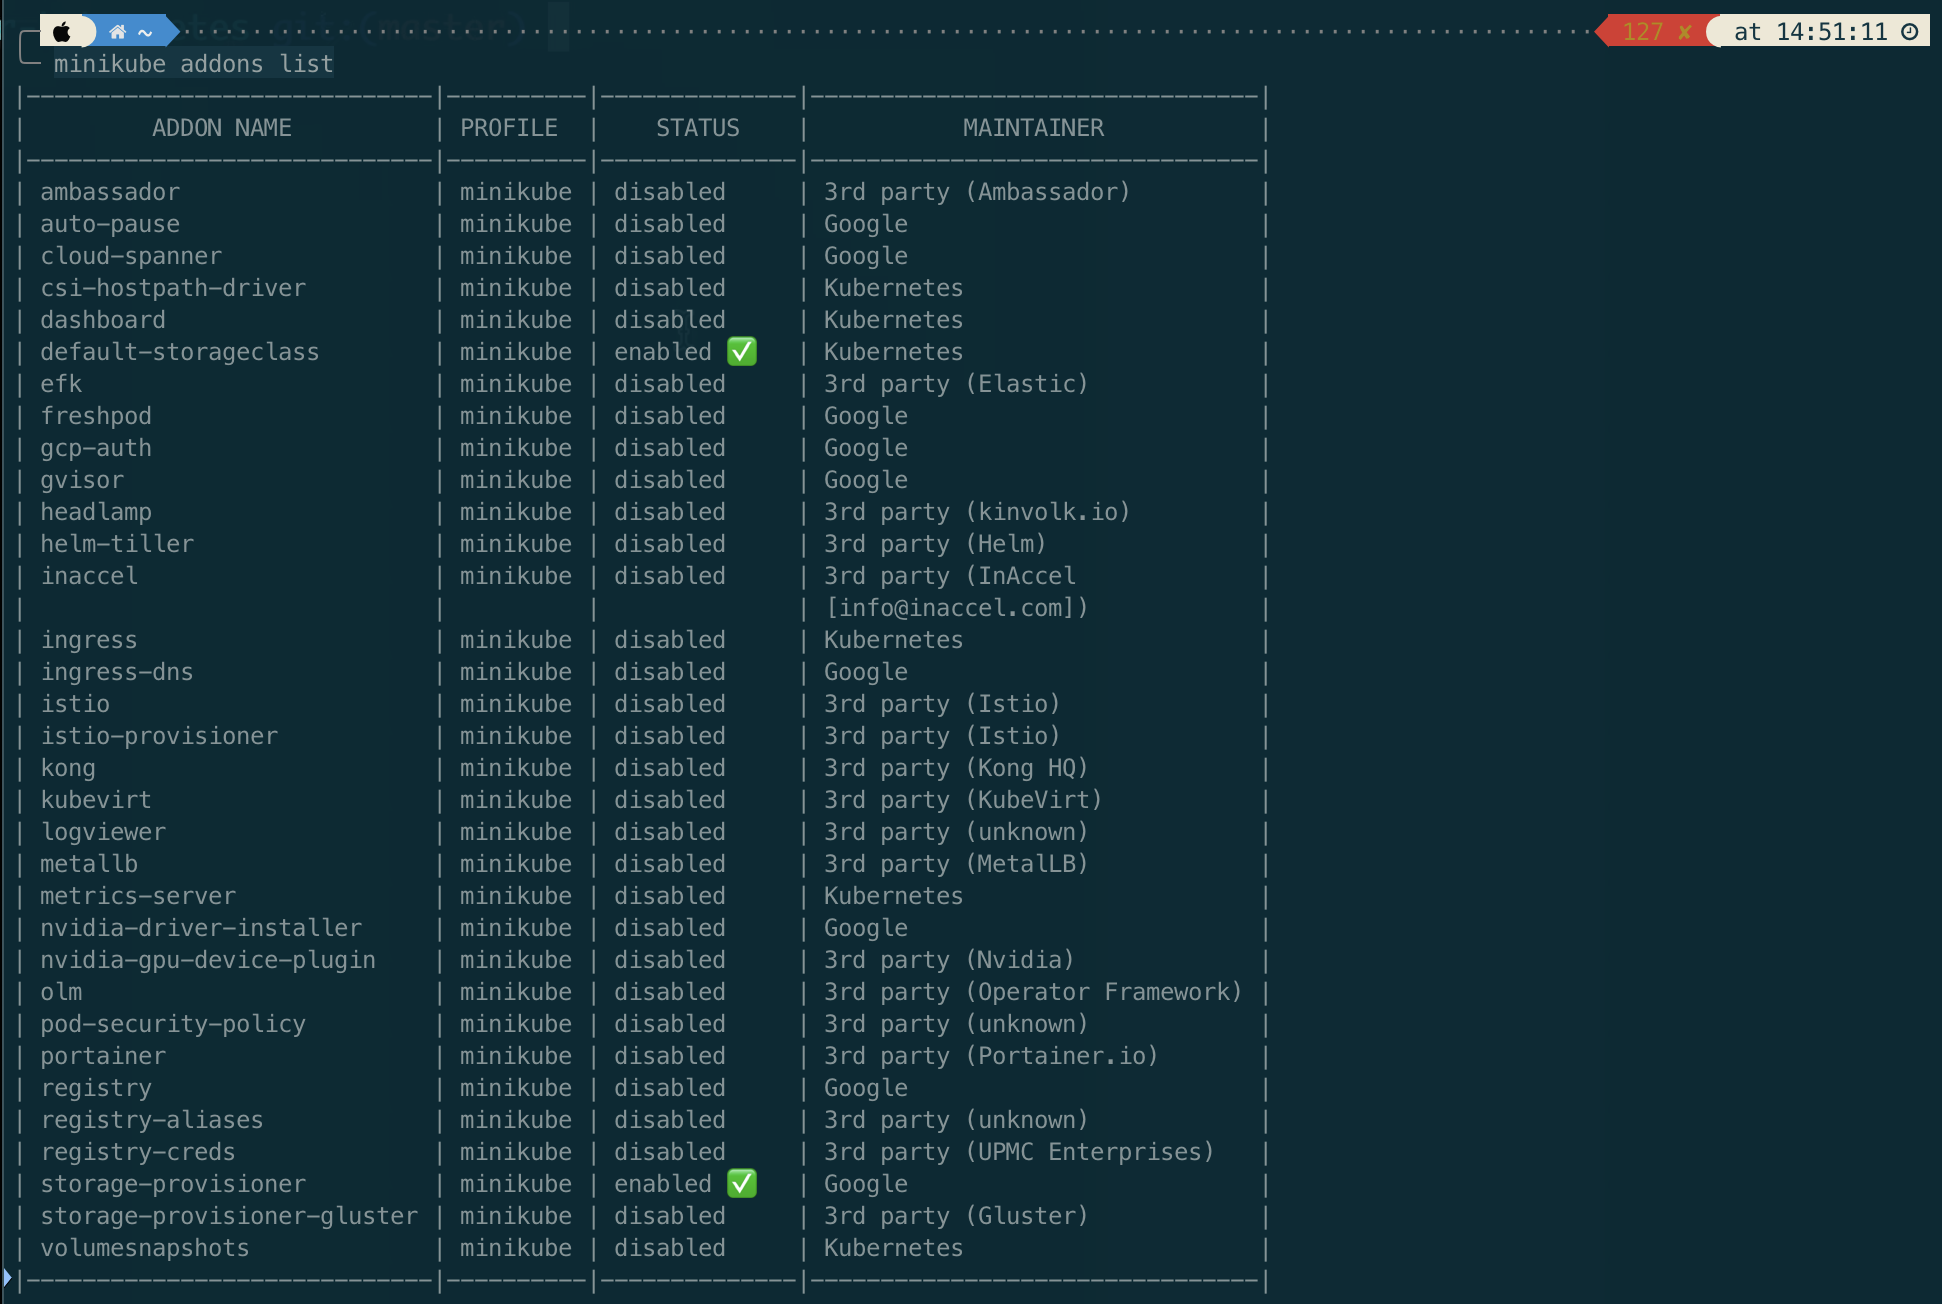 ~ 127 ✘ at 14:51:11
minikube addons list
|-----------------------------|----------|--------------|--------------------------------|
|         ADDON NAME          | PROFILE  |    STATUS    |           MAINTAINER           |
|-----------------------------|----------|--------------|--------------------------------|
| ambassador                  | minikube | disabled     | 3rd party (Ambassador)         |
| auto-pause                  | minikube | disabled     | Google                         |
| cloud-spanner               | minikube | disabled     | Google                         |
| csi-hostpath-driver         | minikube | disabled     | Kubernetes                     |
| dashboard                   | minikube | disabled     | Kubernetes                     |
| default-storageclass        | minikube | enabled ✅   | Kubernetes                     |
| efk                         | minikube | disabled     | 3rd party (Elastic)            |
| freshpod                    | minikube | disabled     | Google                         |
| gcp-auth                    | minikube | disabled     | Google                         |
| gvisor                      | minikube | disabled     | Google                         |
| headlamp                    | minikube | disabled     | 3rd party (kinvolk.io)         |
| helm-tiller                 | minikube | disabled     | 3rd party (Helm)               |
| inaccel                     | minikube | disabled     | 3rd party (InAccel             |
|                             |          |              | [info@inaccel.com])            |
| ingress                     | minikube | disabled     | Kubernetes                     |
| ingress-dns                 | minikube | disabled     | Google                         |
| istio                       | minikube | disabled     | 3rd party (Istio)              |
| istio-provisioner           | minikube | disabled     | 3rd party (Istio)              |
| kong                        | minikube | disabled     | 3rd party (Kong HQ)            |
| kubevirt                    | minikube | disabled     | 3rd party (KubeVirt)           |
| logviewer                   | minikube | disabled     | 3rd party (unknown)            |
| metallb                     | minikube | disabled     | 3rd party (MetalLB)            |
| metrics-server              | minikube | disabled     | Kubernetes                     |
| nvidia-driver-installer     | minikube | disabled     | Google                         |
| nvidia-gpu-device-plugin    | minikube | disabled     | 3rd party (Nvidia)             |
| olm                         | minikube | disabled     | 3rd party (Operator Framework) |
| pod-security-policy         | minikube | disabled     | 3rd party (unknown)            |
| portainer                   | minikube | disabled     | 3rd party (Portainer.io)       |
| registry                    | minikube | disabled     | Google                         |
| registry-aliases            | minikube | disabled     | 3rd party (unknown)            |
| registry-creds              | minikube | disabled     | 3rd party (UPMC Enterprises)   |
| storage-provisioner         | minikube | enabled ✅   | Google                         |
| storage-provisioner-gluster | minikube | disabled     | 3rd party (Gluster)            |
| volumesnapshots             | minikube | disabled     | Kubernetes                     |
|-----------------------------|----------|--------------|--------------------------------|